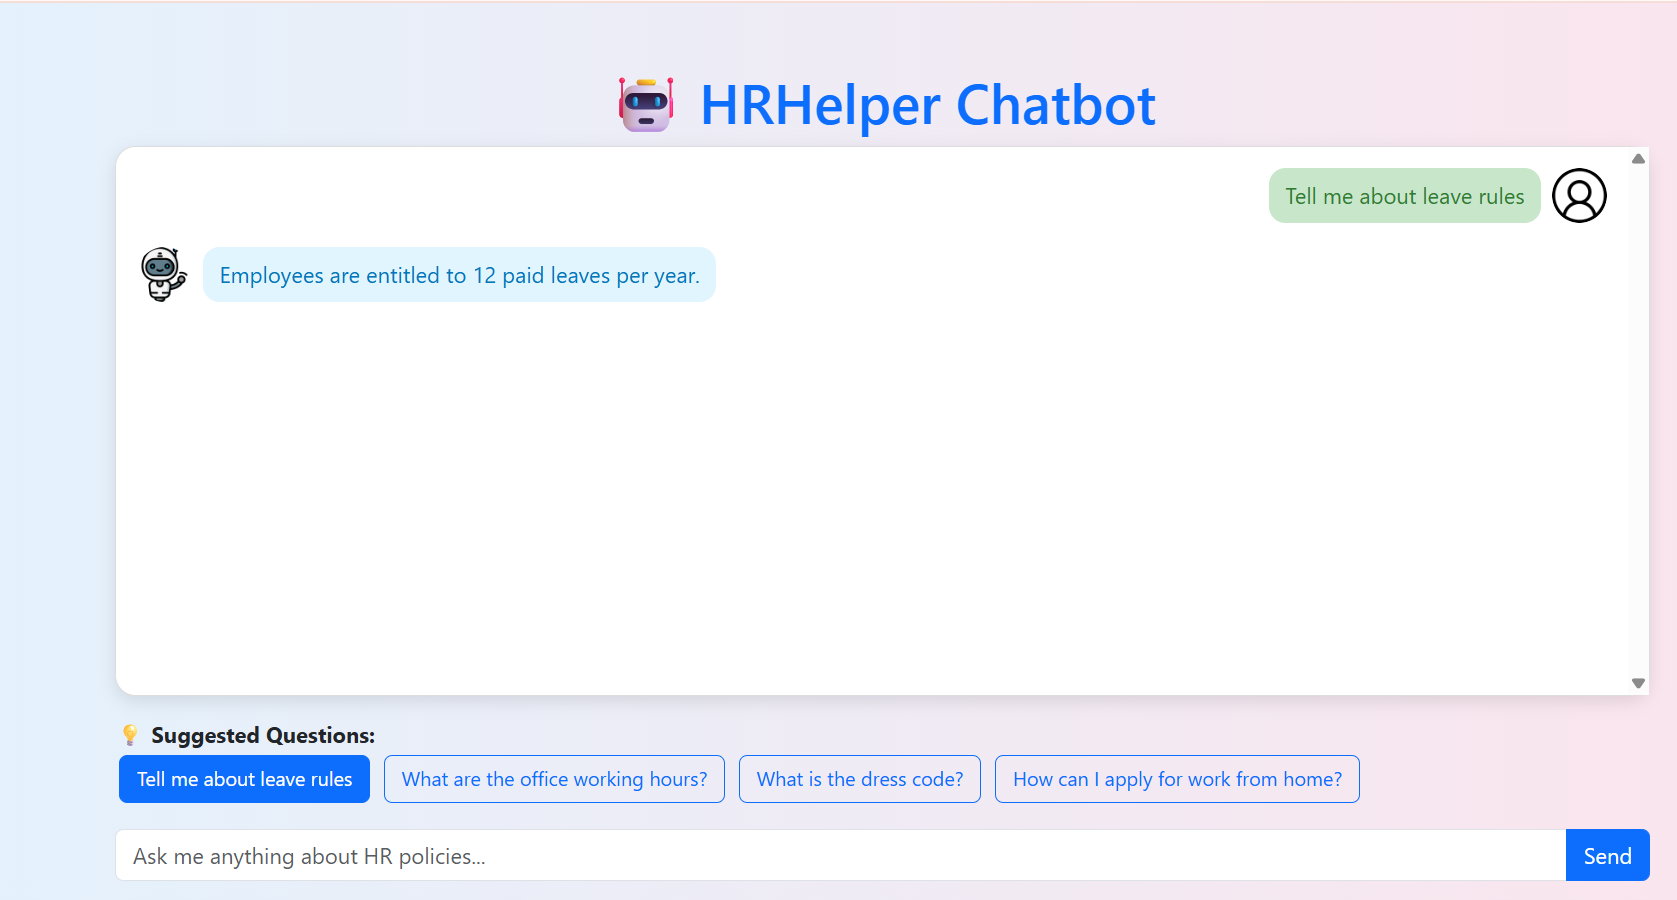 HRHelper Chatbot
Tell me about leave rules
Employees are entitled to 12 paid leaves per year.
Suggested Questions:
Tell me about leave rules
What are the office working hours?
What is the dress code?
How can I apply for work from home?
Ask me anything about HR policies...
Send